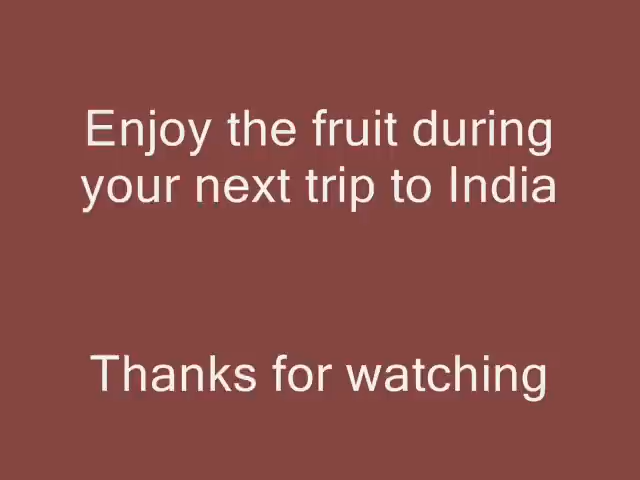 Enjoy the fruit during
your next trip to India
Thanks for watching